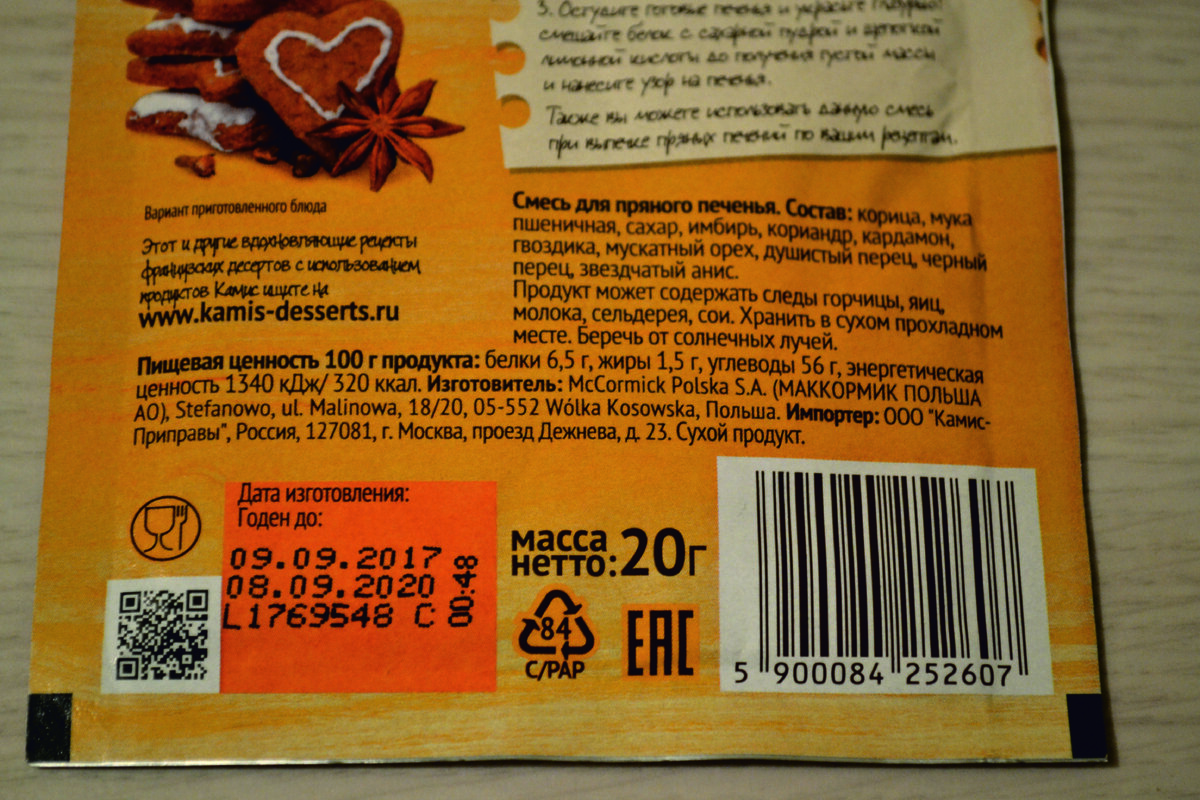 3. Остудите готовые печенья и украсьте глазурью:
смешайте белок с сахарной пудрой и щепоткой
лимонной кислоты до получения густой массы
и нанесите узор на печенья.
Также вы можете использовать данную смесь
при выпечке пряных печений по вашим рецептам.
Вариант приготовленного блюда
Этот и другие вдохновляющие рецепты
французских десертов с использованием
продуктов Камис ищите на
www.kamis-desserts.ru
Смесь для пряного печенья. Состав: корица, мука
пшеничная, сахар, имбирь, кориандр, кардамон,
гвоздика, мускатный орех, душистый перец, черный
перец, звездчатый анис.
Продукт может содержать следы горчицы, яиц,
молока, сельдерея, сои. Хранить в сухом прохладном
месте. Беречь от солнечных лучей.
Пищевая ценность 100 г продукта: белки 6,5 г, жиры 1,5 г, углеводы 56 г, энергетическая
ценность 1340 кДж/ 320 ккал. Изготовитель: McCormick Polska S.A. (МАККОРМИК ПОЛЬША
АО), Stefanowo, ul. Malinowa, 18/20, 05-552 Wólka Kosowska, Польша. Импортер: ООО "Камис-
Приправы", Россия, 127081, г. Москва, проезд Дежнева, д. 23. Сухой продукт.
Дата изготовления:
Годен до:
09.09.2017
08.09.2020
L1769548 C
00:48
масса
нетто: 20г
84
C/PAP
EAC
5 900084 252607